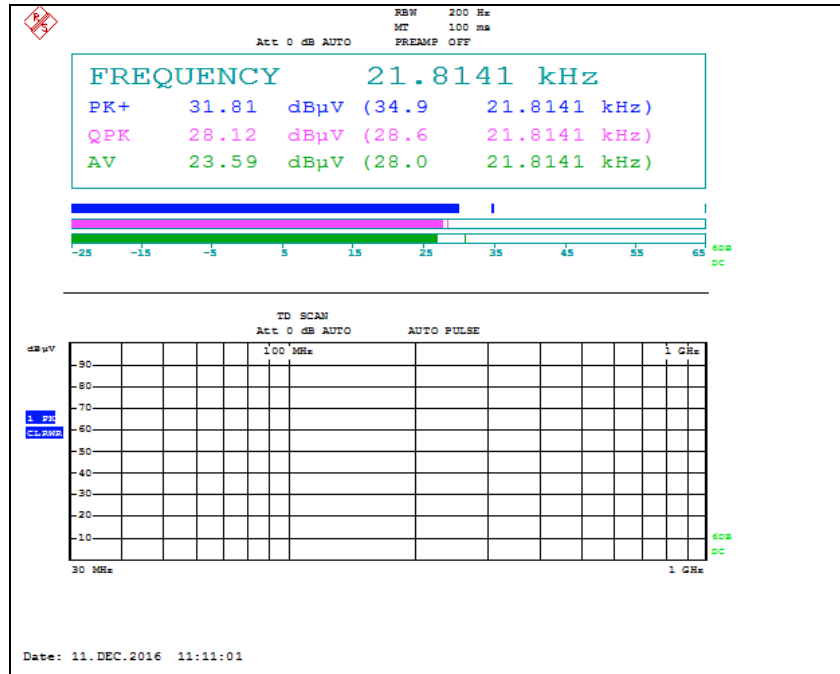 R S
RBW 200 Hz
MT 100 ms
Att 0 dB AUTO PREAMP OFF
FREQUENCY 21.8141 kHz
PK+ 31.81 dBµV (34.9 21.8141 kHz)
QPK 28.12 dBµV (28.6 21.8141 kHz)
AV 23.59 dBµV (28.0 21.8141 kHz)
-25 -15 -5 5 15 25 35 45 55 65
6DB
DC
TD SCAN
Att 0 dB AUTO AUTO PULSE
dBµV
100 MHz 1 GHz
90
80
70
1 PK
CLRWR
60
50
40
30
20
10
6DB
DC
30 MHz 1 GHz
Date: 11.DEC.2016 11:11:01